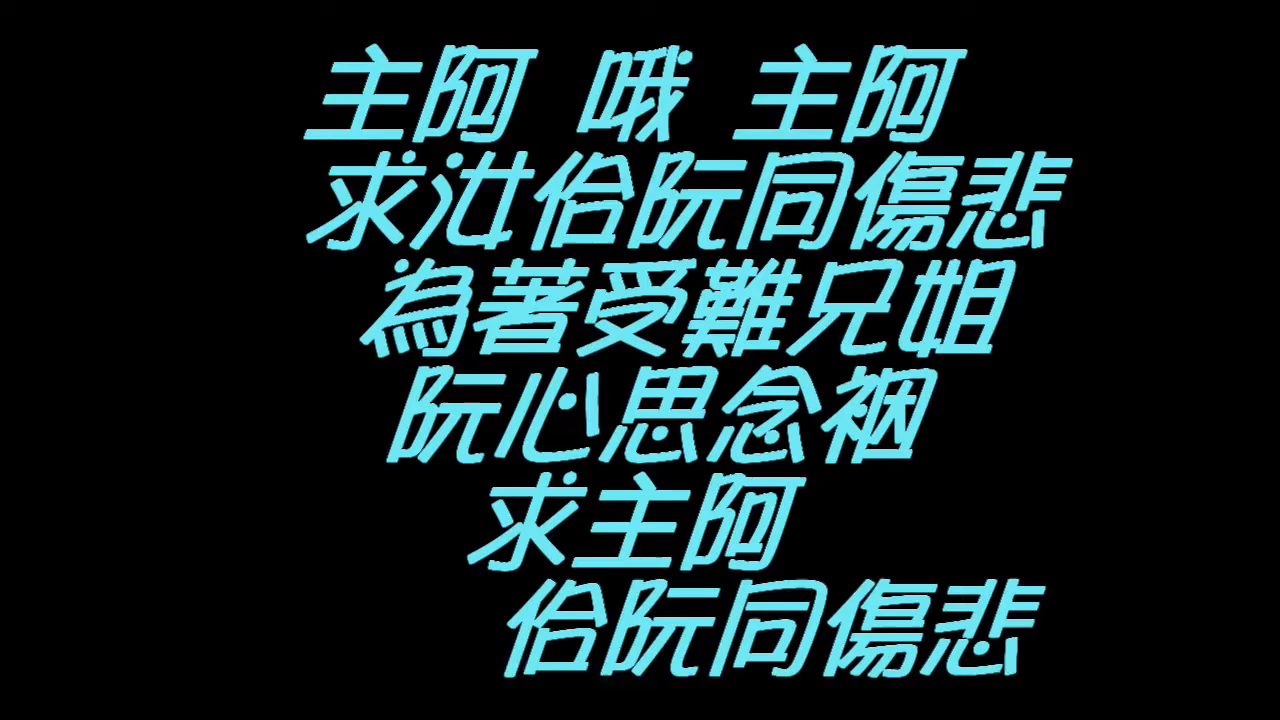 主阿 哦 主阿
求汝佮阮同傷悲
為著受難兄姐
阮心思念裀
求主阿
佮阮同傷悲